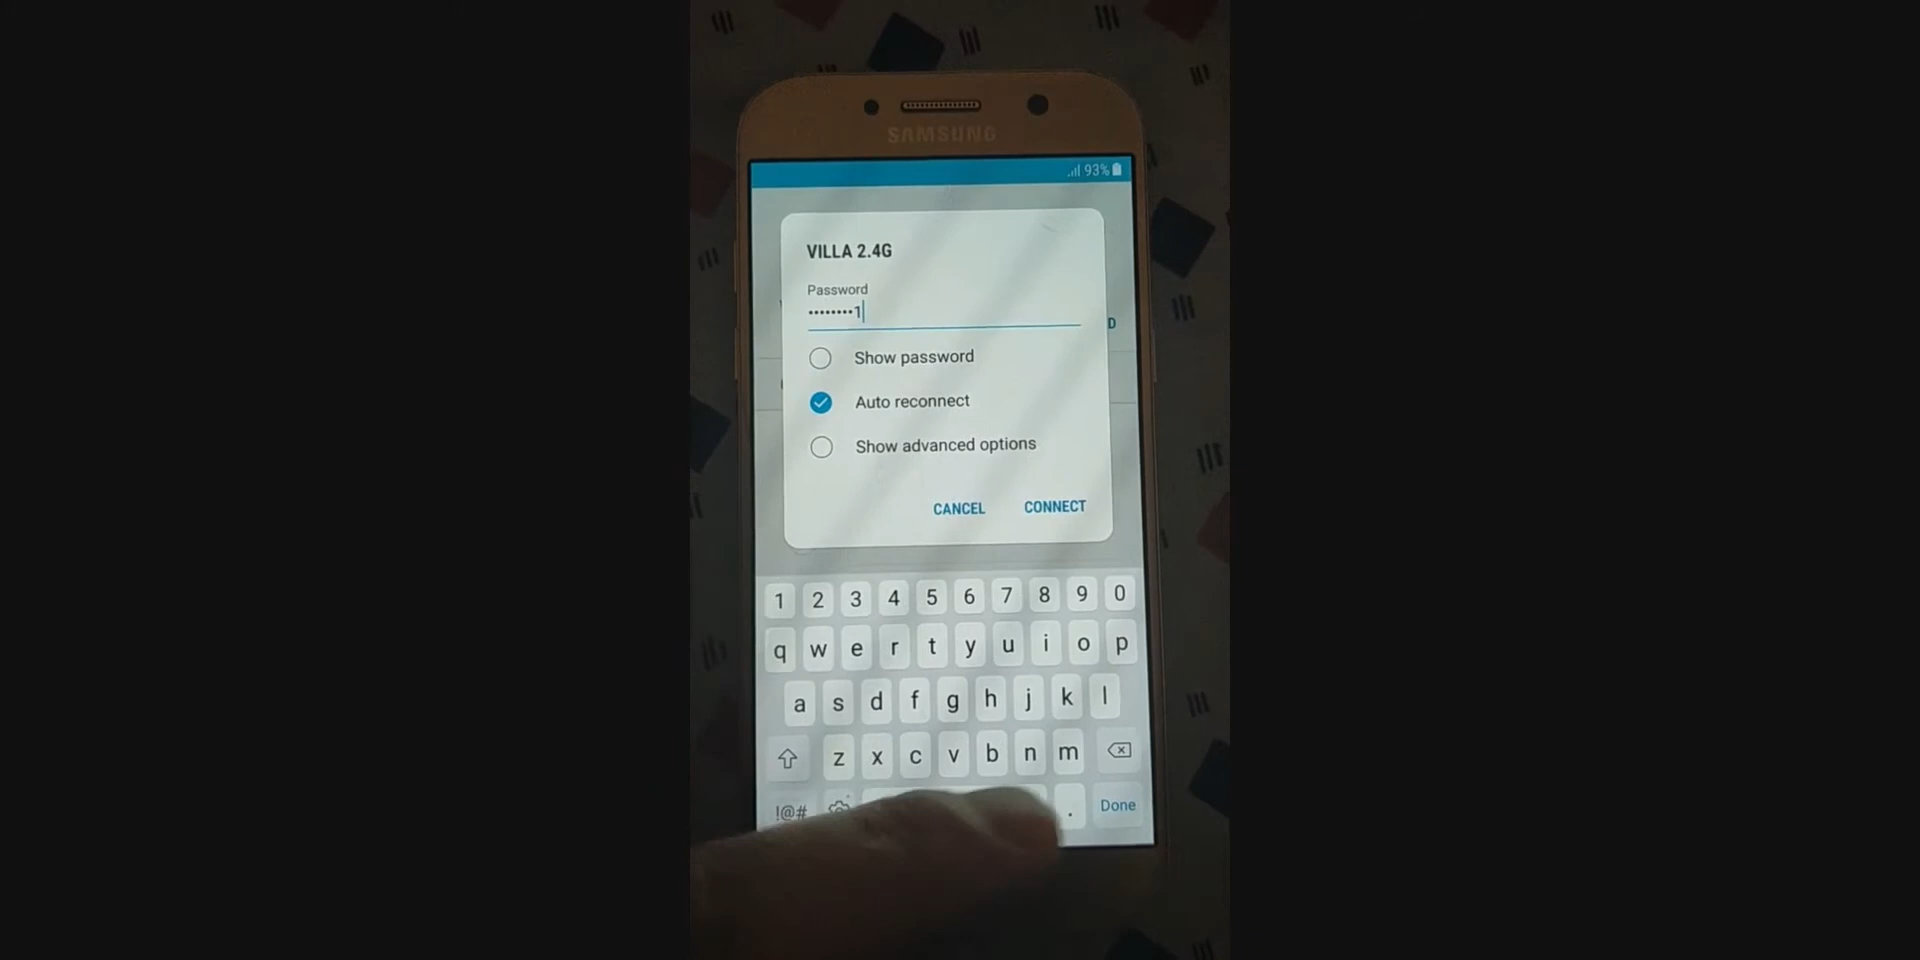 SAMSUNG
93%
VILLA 2.4G
Password
••••••••1
D
Show password
Auto reconnect
Show advanced options
CANCEL CONNECT
1 2 3 4 5 6 7 8 9 0
q w e r t y u i o p
a s d f g h j k l
z x c v b n m
!@# . Done